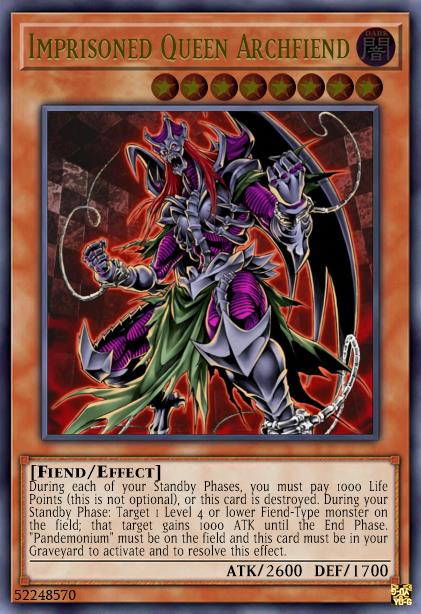 Imprisoned Queen Archfiend
DARK
闇
[Fiend/Effect]
During each of your Standby Phases, you must pay 1000 Life
Points (this is not optional), or this card is destroyed. During your
Standby Phase: Target 1 Level 4 or lower Fiend-Type monster on
the field; that target gains 1000 ATK until the End Phase.
"Pandemonium" must be on the field and this card must be in your
Graveyard to activate and to resolve this effect.
ATK/2600 DEF/1700
52248570